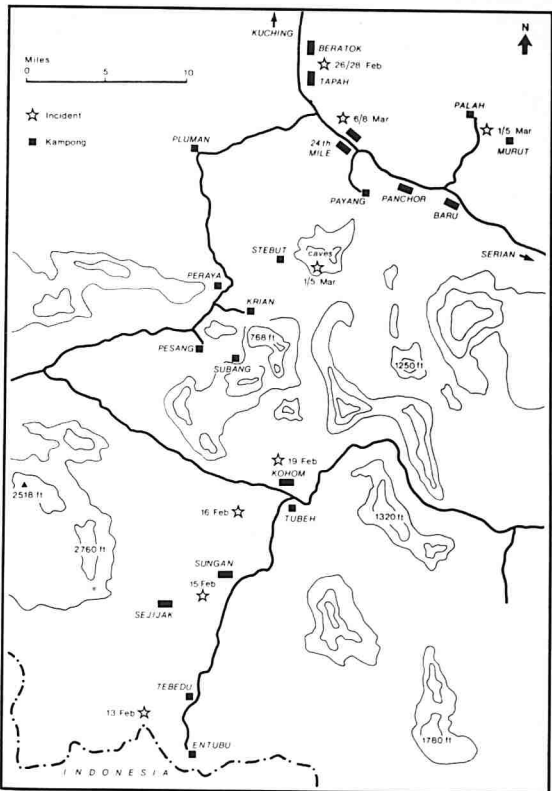 KUCHING
N
BERATOK
26/28 Feb
TAPAH
Miles
0 5 10
Incident
Kampong
PLUMAN
6/8 Mar
24th
MILE
PALAH
1/5 Mar
MURUT
PAYANG
PANCHOR
BARU
SERIAN
STEBUT
caves
1/5 Mar
PERAYA
KRIAN
PESANG
768 ft
SUBANG
1250 ft
19 Feb
KOHOM
2518 ft
16 Feb
TUBEH
1320 ft
2760 ft
SUNGAN
15 Feb
SEJIJAK
TEBEDU
13 Feb
1780 ft
ENTUBU
INDONESIA